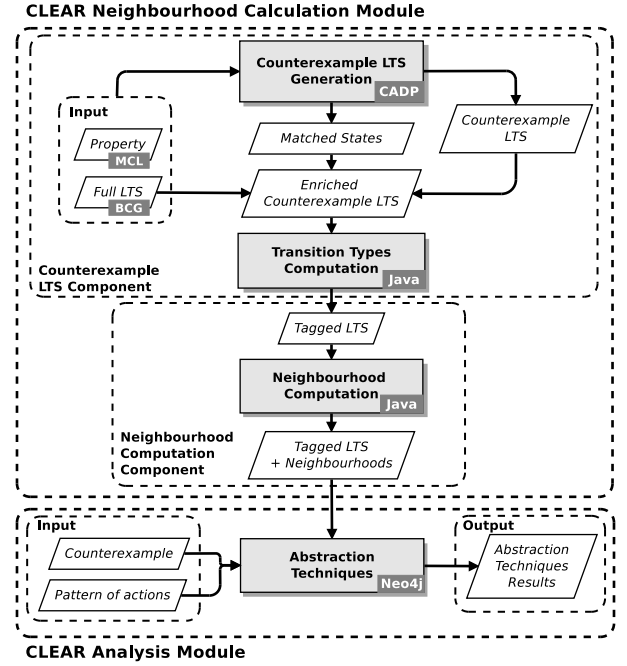 CLEAR Neighbourhood Calculation Module
Counterexample LTS
Generation
CADP
Input
Property
MCL
Full LTS
BCG
Matched States
Counterexample
LTS
Enriched
Counterexample LTS
Transition Types
Computation
Java
Counterexample
LTS Component
Tagged LTS
Neighbourhood
Computation
Java
Neighbourhood
Computation
Component
Tagged LTS
+ Neighbourhoods
Input
Counterexample
Pattern of actions
Abstraction
Techniques
Neo4j
Output
Abstraction
Techniques
Results
CLEAR Analysis Module